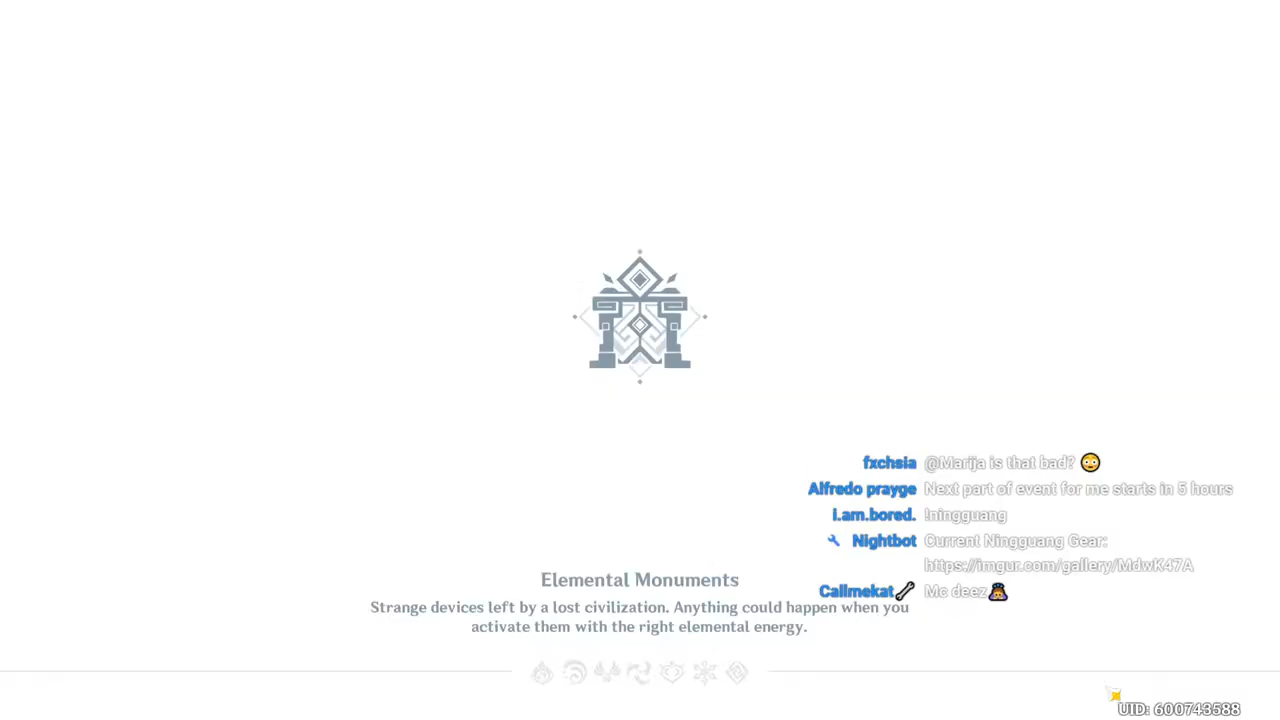 fxchsia @Marija is that bad?
Alfredo prayge Next part of event for me starts in 5 hours
i.am.bored. !ningguang
Nightbot Current Ningguang Gear:
https://imgur.com/gallery/MdwK47A
Callmekat Mc deez
Elemental Monuments
Strange devices left by a lost civilization. Anything could happen when you
activate them with the right elemental energy.
UID: 600743588